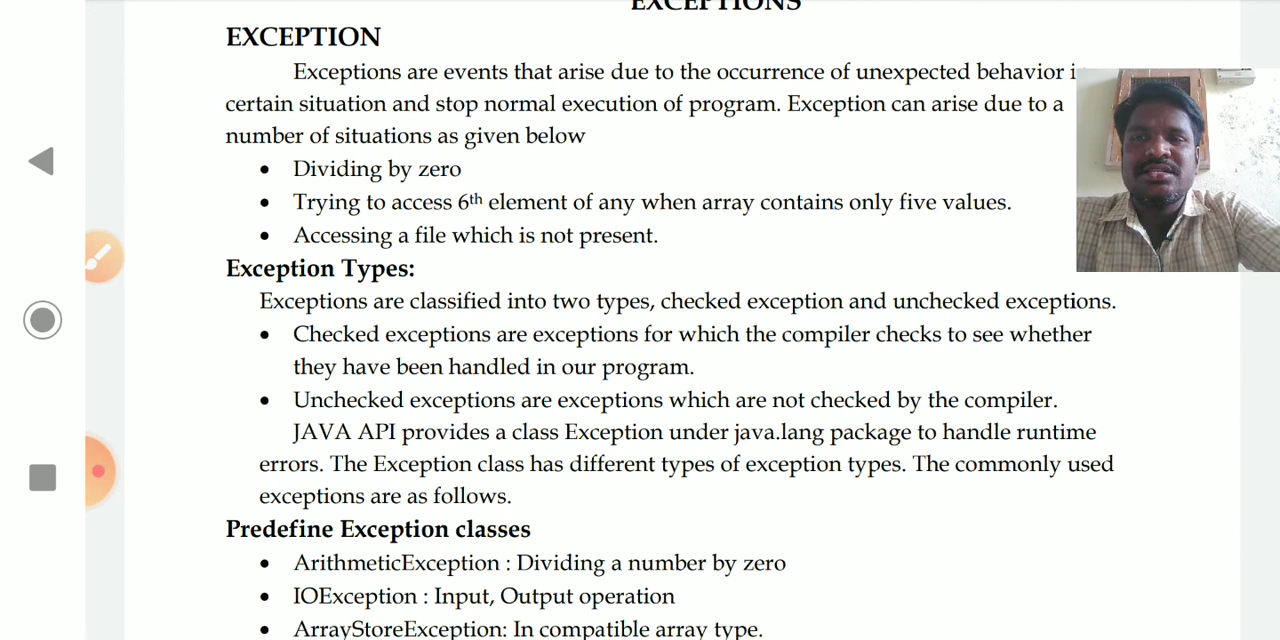 EXCEPTIONS
EXCEPTION
Exceptions are events that arise due to the occurrence of unexpected behavior i
certain situation and stop normal execution of program. Exception can arise due to a
number of situations as given below
• Dividing by zero
• Trying to access 6th element of any when array contains only five values.
• Accessing a file which is not present.
Exception Types:
Exceptions are classified into two types, checked exception and unchecked exceptions.
• Checked exceptions are exceptions for which the compiler checks to see whether
they have been handled in our program.
• Unchecked exceptions are exceptions which are not checked by the compiler.
JAVA API provides a class Exception under java.lang package to handle runtime
errors. The Exception class has different types of exception types. The commonly used
exceptions are as follows.
Predefine Exception classes
• ArithmeticException : Dividing a number by zero
• IOException : Input, Output operation
• ArrayStoreException: In compatible array type.